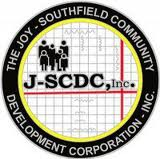 THE JOY - SOUTHFIELD COMMUNITY
J-SCDC, Inc.
DEVELOPMENT CORPORATION - INC.